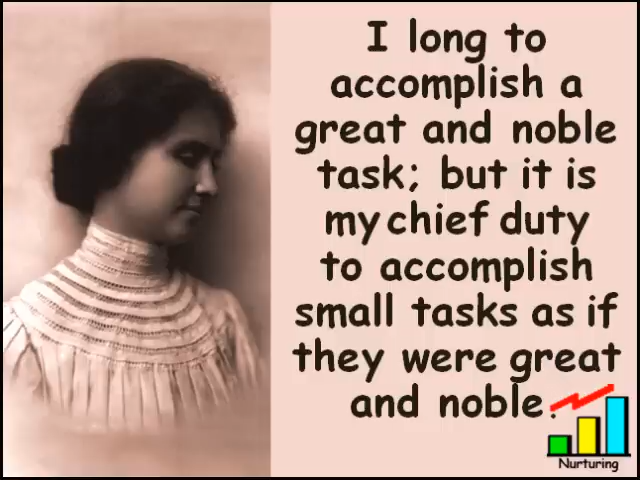 I long to
accomplish a
great and noble
task; but it is
my chief duty
to accomplish
small tasks as if
they were great
and noble.
Nurturing